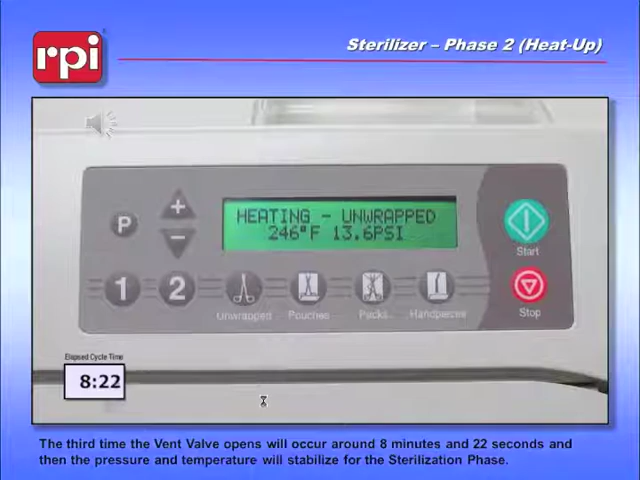 rpi
Sterilizer – Phase 2 (Heat-Up)
HEATING - UNWRAPPED
246°F 13.6PSI
P
+
−
Start
1
2
Unwrapped
Pouches
Packs
Handpieces
Stop
Elapsed Cycle Time
8:22
The third time the Vent Valve opens will occur around 8 minutes and 22 seconds and
then the pressure and temperature will stabilize for the Sterilization Phase.